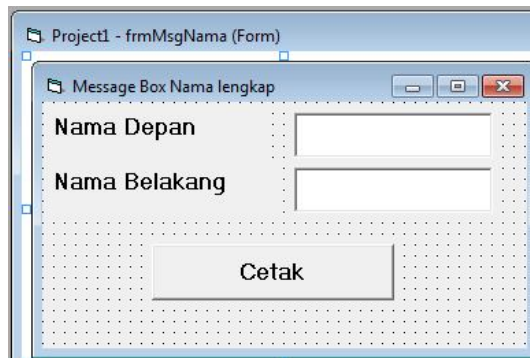 Project1 - frmMsgNama (Form)
Message Box Nama lengkap
Nama Depan
Nama Belakang
Cetak